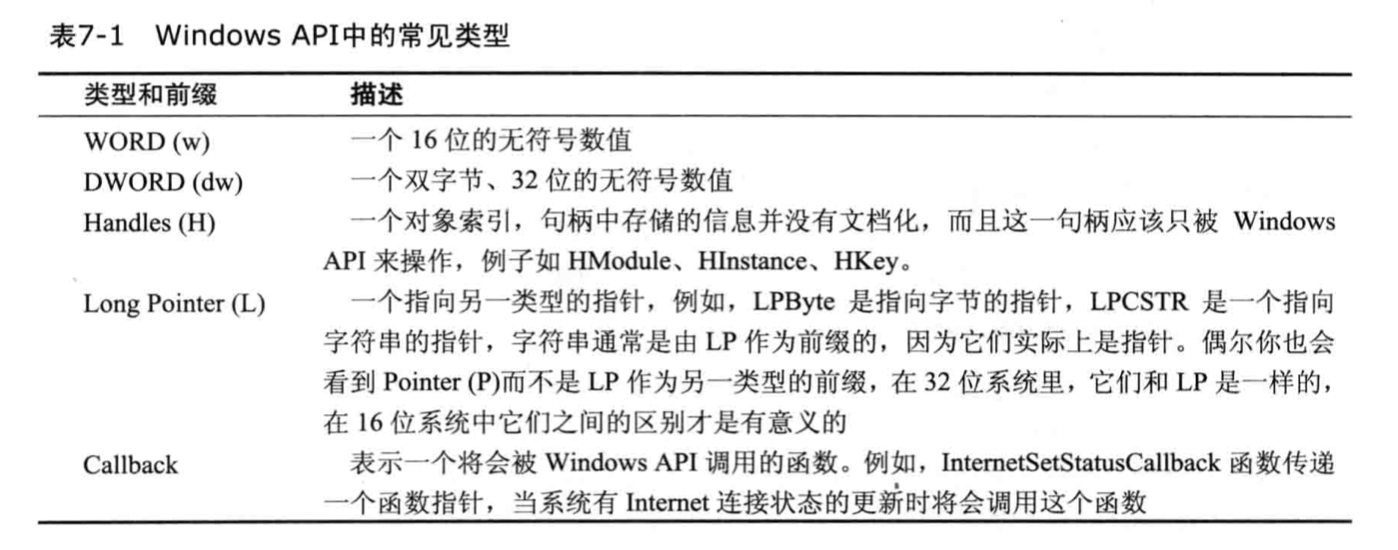 表7-1 Windows API中的常见类型
类型和前缀 描述
WORD (w) 一个 16 位的无符号数值
DWORD (dw) 一个双字节、32 位的无符号数值
Handles (H) 一个对象索引，句柄中存储的信息并没有文档化，而且这一句柄应该只被 Windows
API 来操作，例子如 HModule、HInstance、HKey。
Long Pointer (L) 一个指向另一类型的指针，例如，LPByte 是指向字节的指针，LPCSTR 是一个指向
字符串的指针，字符串通常是由 LP 作为前缀的，因为它们实际上是指针。偶尔你也会
看到 Pointer (P)而不是 LP 作为另一类型的前缀，在 32 位系统里，它们和 LP 是一样的，
在 16 位系统中它们之间的区别才是有意义的
Callback 表示一个将会被 Windows API 调用的函数。例如，InternetSetStatusCallback 函数传递
一个函数指针，当系统有 Internet 连接状态的更新时将会调用这个函数